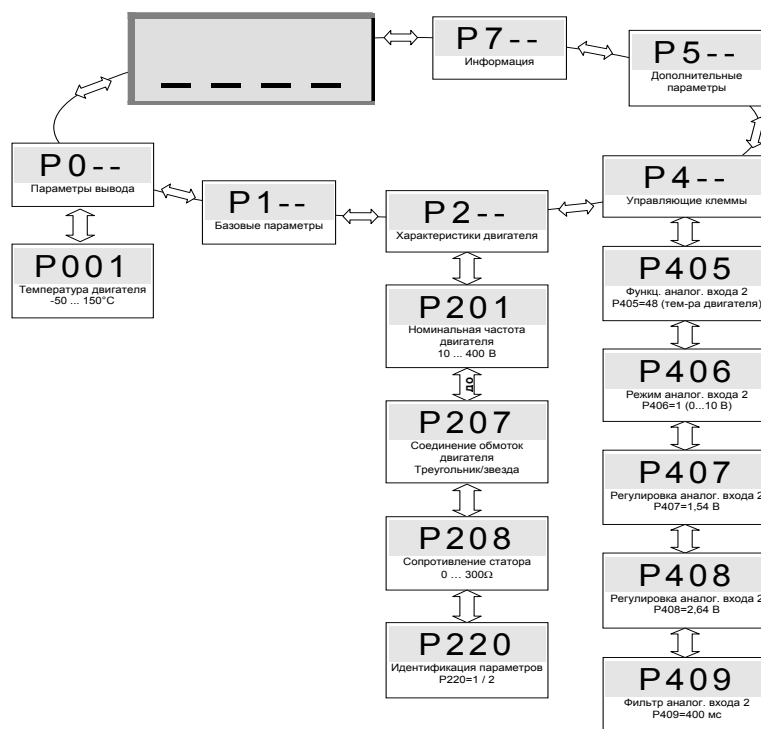 P7--
Информация
P5--
Дополнительные
параметры
P0--
Параметры вывода
P1--
Базовые параметры
P2--
Характеристики двигателя
P4--
Управляющие клеммы
P001
Температура двигателя
-50 ... 150°C
P201
Номинальная частота
двигателя
10 ... 400 В
до
P207
Соединение обмоток
двигателя
Треугольник/звезда
P208
Сопротивление статора
0 ... 300Ω
P220
Идентификация параметров
P220=1 / 2
P405
Функц. аналог. входа 2
P405=48 (тем-ра двигателя)
P406
Режим аналог. входа 2
P406=1 (0...10 В)
P407
Регулировка аналог. входа 2
P407=1,54 В
P408
Регулировка аналог. входа 2
P408=2,64 В
P409
Фильтр аналог. входа 2
P409=400 мс